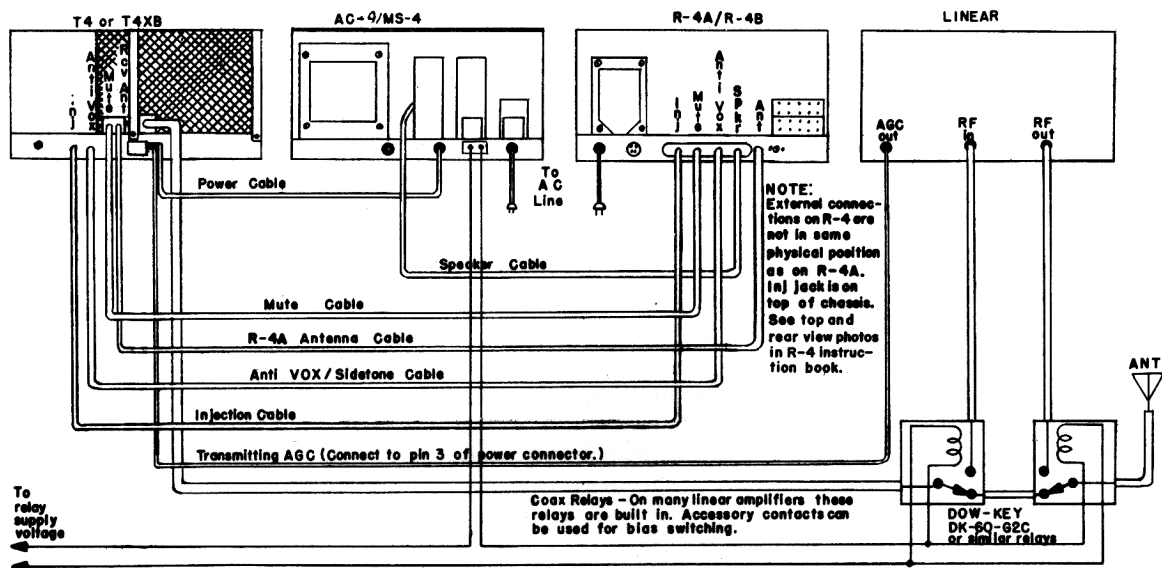 T4 or T4XB
AC-4/MS-4
R-4A/R-4B
LINEAR
inj
Anti Vox
Mute
Rcv Ant
Inj
Mute
Anti Vox
Spkr
Ant
AGC
out
RF
in
RF
out
Power Cable
To
AC
Line
NOTE:
External connec-
tions on R-4 are
not in same
physical position
as on R-4A.
Inj jack is on
top of chassis.
See top and
rear view photos
in R-4 instruc-
tion book.
Speaker Cable
Mute Cable
R-4A Antenna Cable
Anti VOX/Sidetone Cable
Injection Cable
ANT
Transmitting AGC (Connect to pin 3 of power connector.)
To
relay
supply
voltage
Coax Relays - On many linear amplifiers these
relays are built in. Accessory contacts can
be used for bias switching.
DOW-KEY
DK-60-G2C
or similar relays